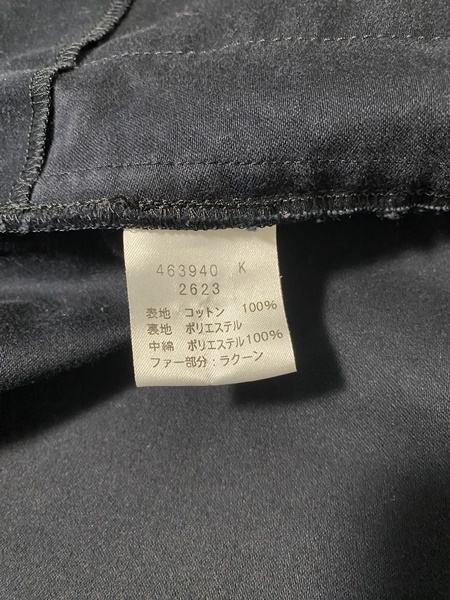 463940 K
2623
表地 コットン 100%
裏地 ポリエステル
中綿 ポリエステル100%
ファー部分：ラクーン